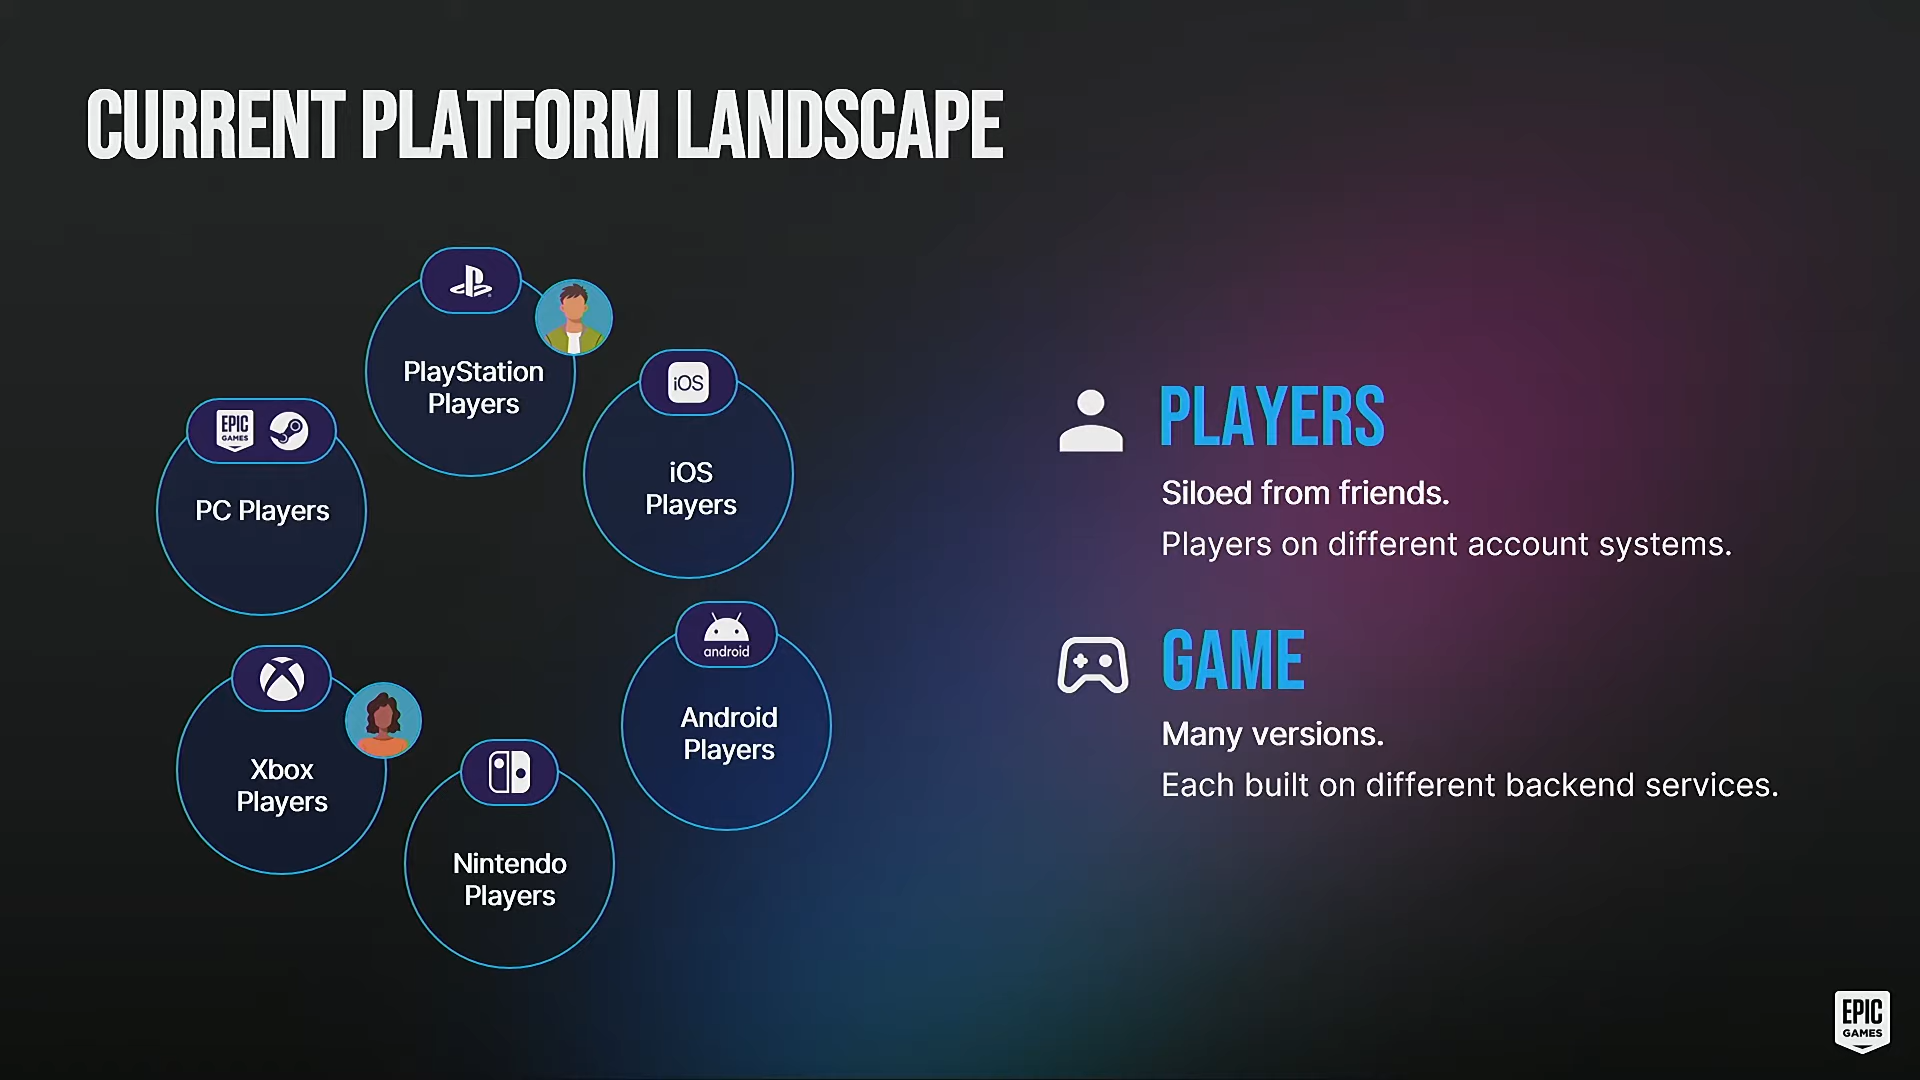 CURRENT PLATFORM LANDSCAPE
PlayStation
Players
iOS
iOS
Players
EPIC
GAMES
PC Players
android
Android
Players
Xbox
Players
Nintendo
Players
PLAYERS
Siloed from friends.
Players on different account systems.
GAME
Many versions.
Each built on different backend services.
EPIC
GAMES